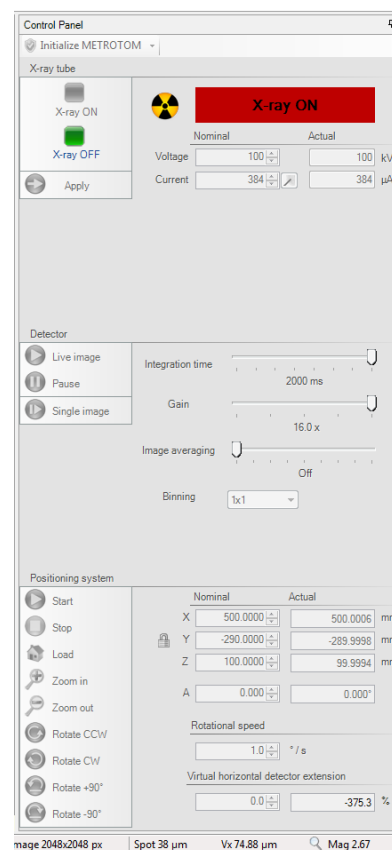 Control Panel
Initialize METROTOM
X-ray tube
X-ray ON
X-ray OFF
Apply
X-ray ON
Nominal Actual
Voltage 100 100 kV
Current 384 384 µA
Detector
Live image
Pause
Single image
Integration time
2000 ms
Gain
16.0 x
Image averaging
Off
Binning 1x1
Positioning system
Start
Stop
Load
Zoom in
Zoom out
Rotate CCW
Rotate CW
Rotate +90°
Rotate -90°
Nominal Actual
X 500.0000 500.0006 mm
Y -290.0000 -289.9998 mm
Z 100.0000 99.9994 mm
A 0.000 0.000°
Rotational speed
1.0 ° / s
Virtual horizontal detector extension
0.0 -375.3 %
mage 2048x2048 px Spot 38 µm Vx 74.88 µm Mag 2.67